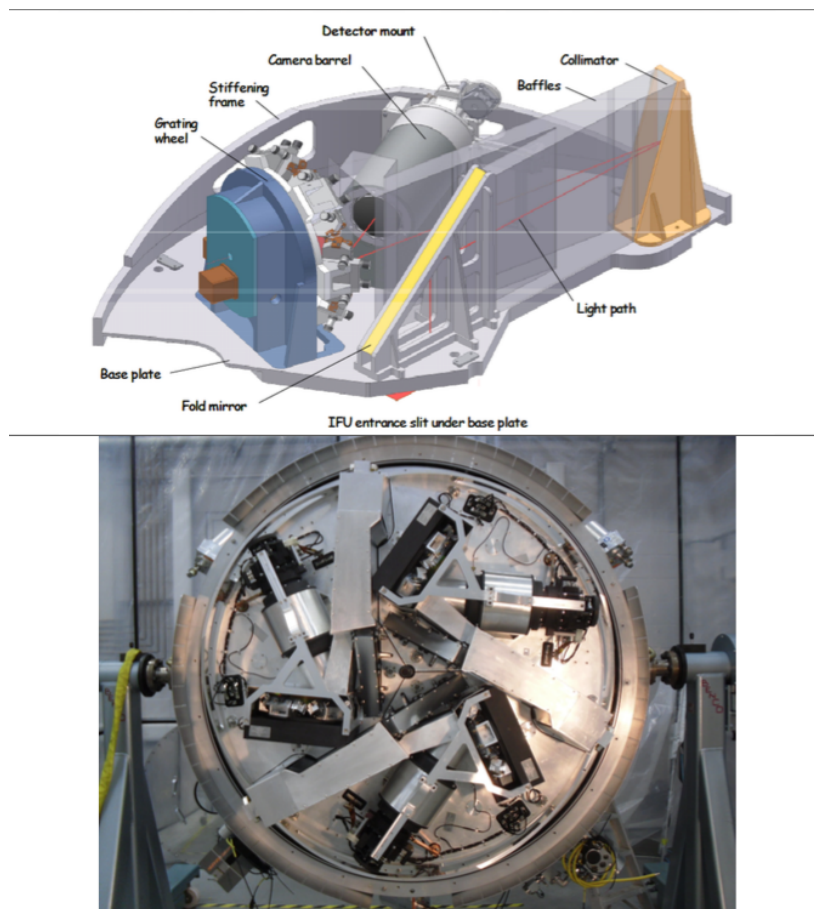 Detector mount
Camera barrel
Collimator
Baffles
Stiffening
frame
Grating
wheel
Light path
Base plate
Fold mirror
IFU entrance slit under base plate